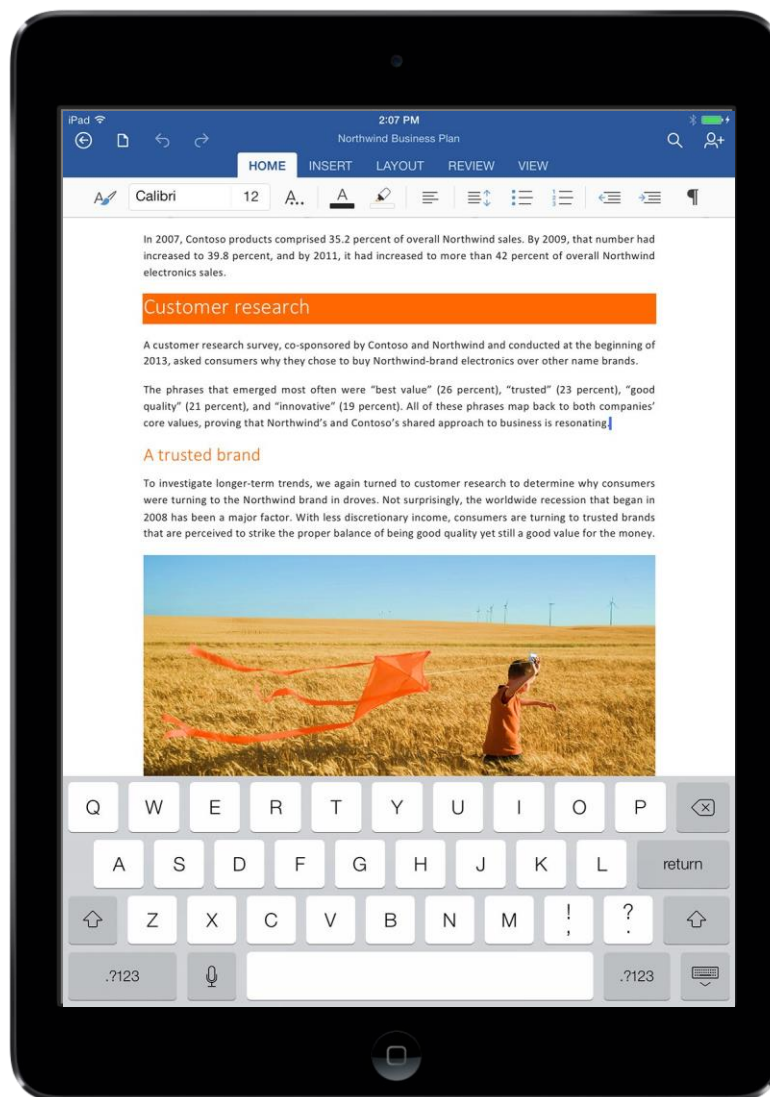 iPad 2:07 PM
Northwind Business Plan
HOME INSERT LAYOUT REVIEW VIEW
Calibri 12 A.. A
In 2007, Contoso products comprised 35.2 percent of overall Northwind sales. By 2009, that number had
increased to 39.8 percent, and by 2011, it had increased to more than 42 percent of overall Northwind
electronics sales.
Customer research
A customer research survey, co-sponsored by Contoso and Northwind and conducted at the beginning of
2013, asked consumers why they chose to buy Northwind-brand electronics over other name brands.
The phrases that emerged most often were “best value” (26 percent), “trusted” (23 percent), “good
quality” (21 percent), and “innovative” (19 percent). All of these phrases map back to both companies’
core values, proving that Northwind’s and Contoso’s shared approach to business is resonating.
A trusted brand
To investigate longer-term trends, we again turned to customer research to determine why consumers
were turning to the Northwind brand in droves. Not surprisingly, the worldwide recession that began in
2008 has been a major factor. With less discretionary income, consumers are turning to trusted brands
that are perceived to strike the proper balance of being good quality yet still a good value for the money.
Q W E R T Y U I O P
A S D F G H J K L return
Z X C V B N M ! , ? .
.?123 .?123